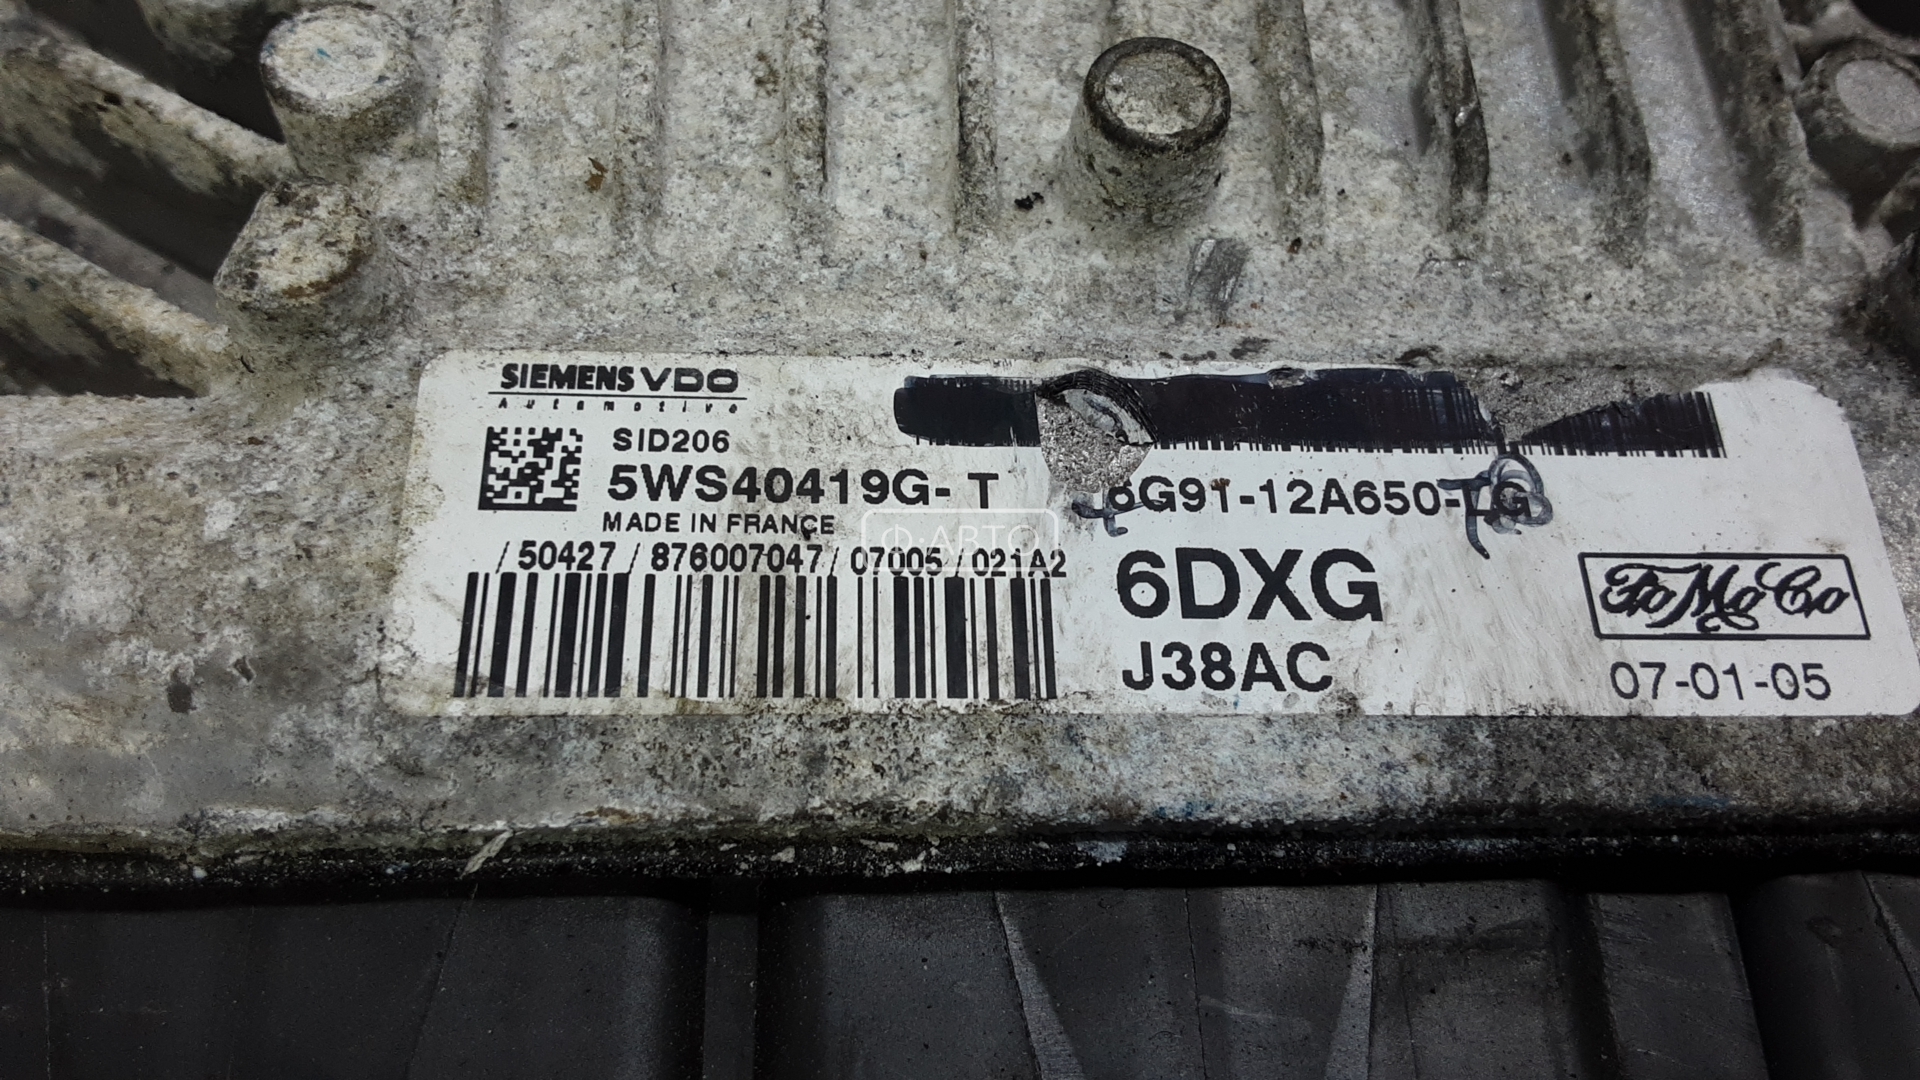 SIEMENS VDO
Automotive
SID206
5WS40419G- T
6G91-12A650-
MADE IN FRANCE
Ф·АВТО
/ 50427 / 876007047 / 07005 / 021A2
6DXG
FoMoCo
J38AC
07-01-05